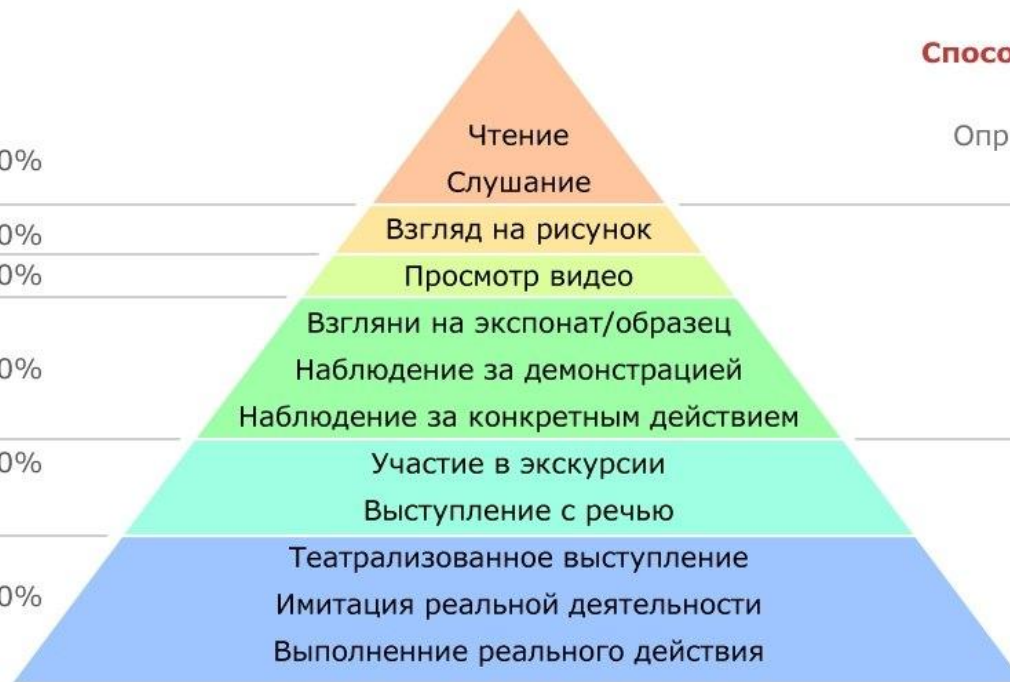 Спосо
Чтение
Опр
0%
Слушание
Взгляд на рисунок
0%
Просмотр видео
0%
Взгляни на экспонат/образец
Наблюдение за демонстрацией
0%
Наблюдение за конкретным действием
Участие в экскурсии
0%
Выступление с речью
Театрализованное выступление
Имитация реальной деятельности
0%
Выполненние реального действия